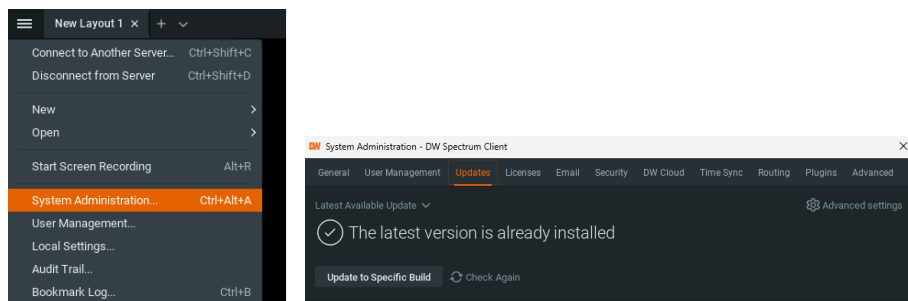 New Layout 1 × +
Connect to Another Server... Ctrl+Shift+C
Disconnect from Server Ctrl+Shift+D
New
Open
Start Screen Recording Alt+R
System Administration... Ctrl+Alt+A
User Management...
Local Settings...
Audit Trail...
Bookmark Log... Ctrl+B
DW System Administration - DW Spectrum Client
General User Management Updates Licenses Email Security DW Cloud Time Sync Routing Plugins Advanced
Latest Available Update Advanced settings
The latest version is already installed
Update to Specific Build Check Again